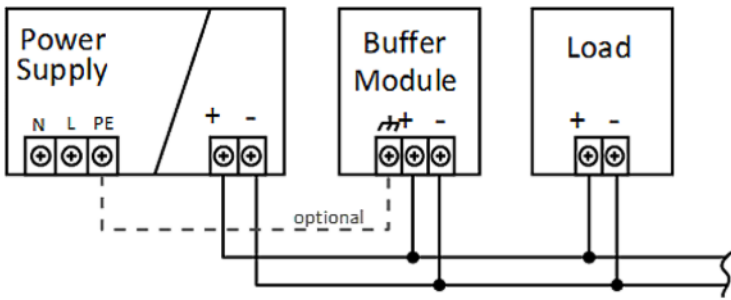 Power
Supply
N L PE
+ -
Buffer
Module
+ -
Load
+ -
optional